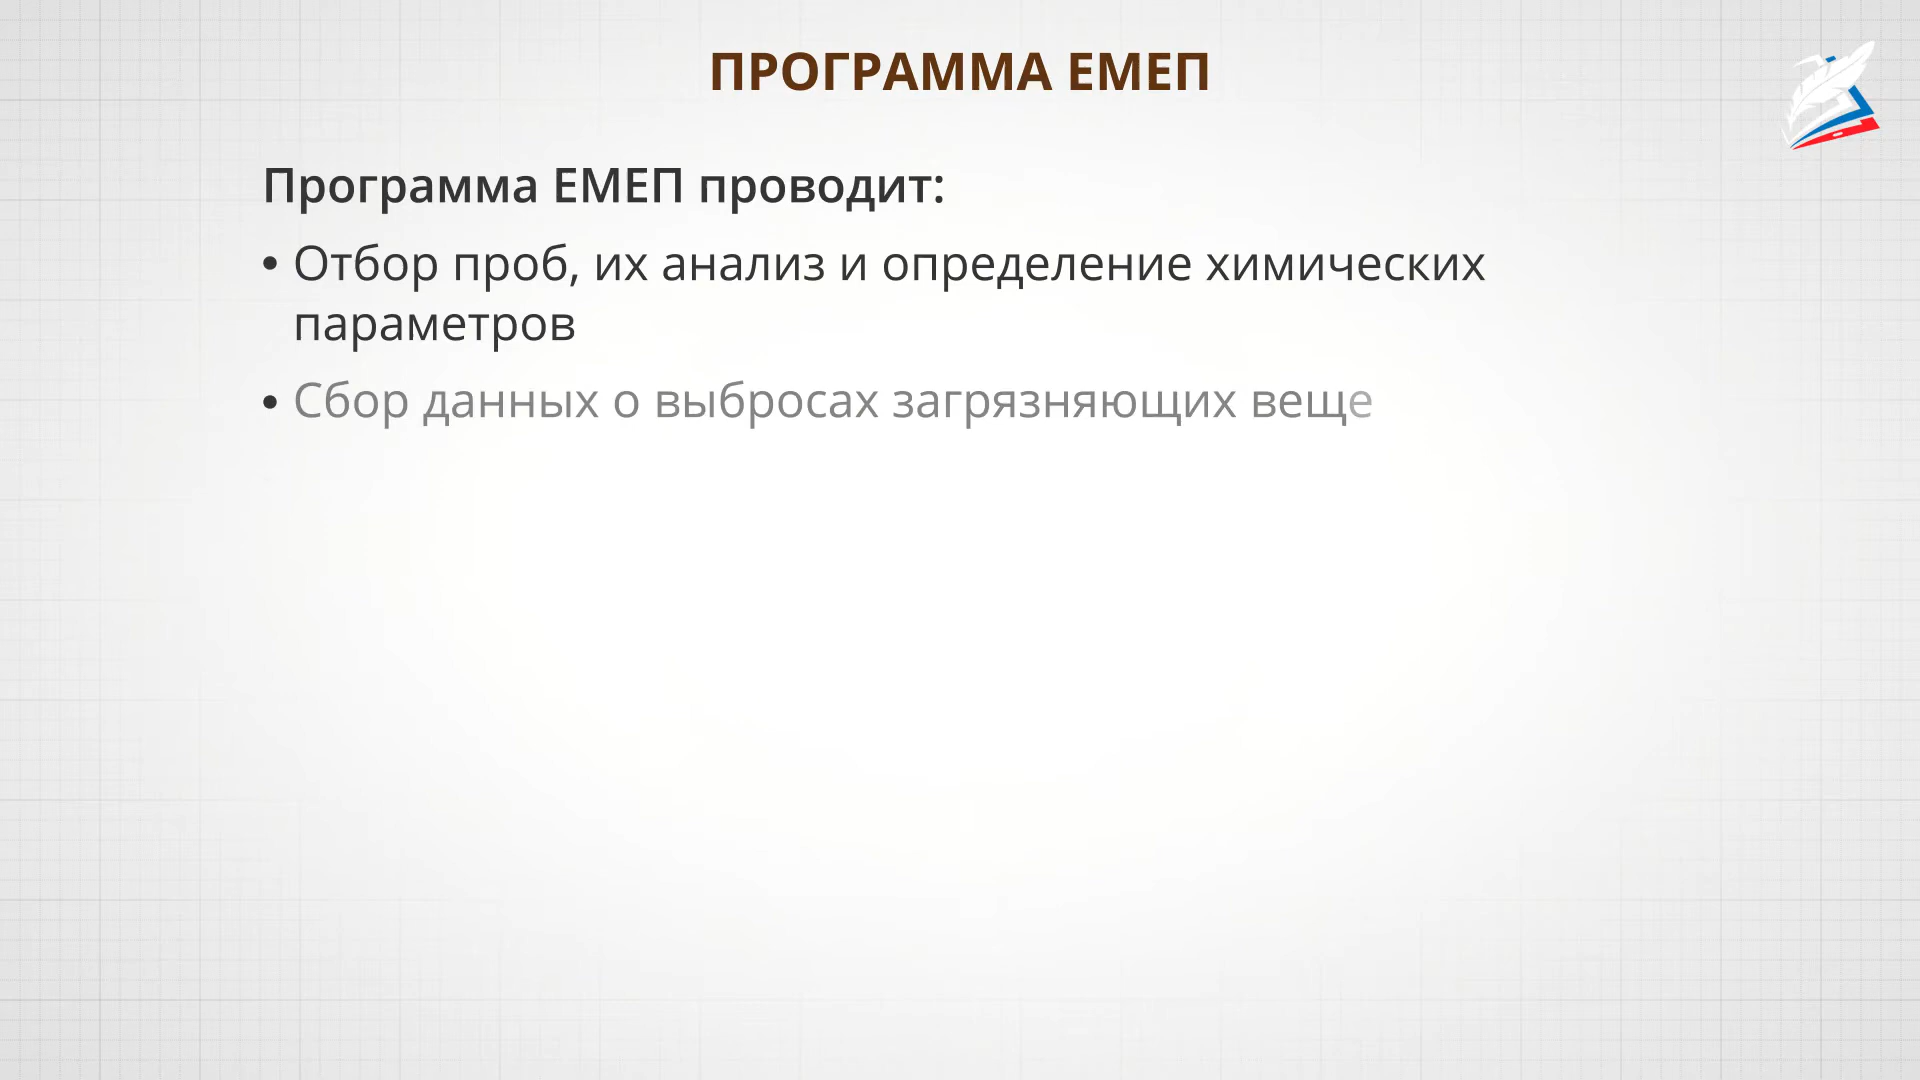 ПРОГРАММА ЕМЕП
Программа ЕМЕП проводит:
• Отбор проб, их анализ и определение химических
параметров
• Сбор данных о выбросах загрязняющих веще